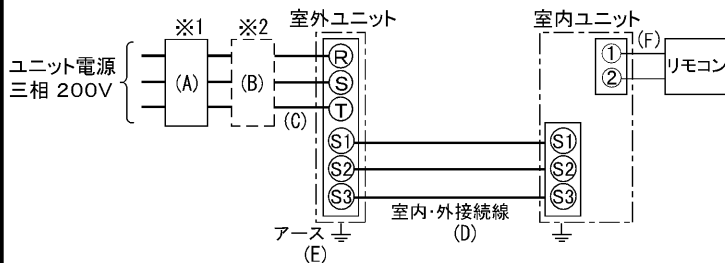 ※1 ※2 室外ユニット 室内ユニット
ユニット電源
三相 200V
(A) (B) (C)
R
S
T
S1
S2
S3
アース
(E)
室内・外接続線
(D)
① (F)
②
リモコン
S1
S2
S3